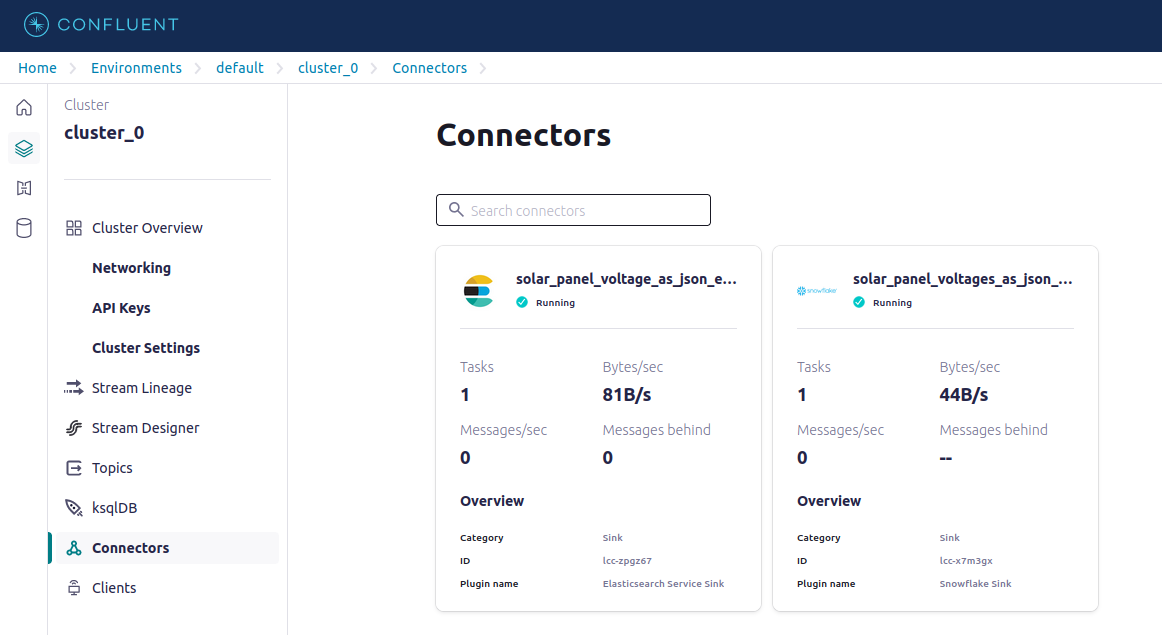 CONFLUENT
Home Environments default cluster_0 Connectors
Cluster
cluster_0
Cluster Overview
Networking
API Keys
Cluster Settings
Stream Lineage
Stream Designer
Topics
ksqlDB
Connectors
Clients
Connectors
Search connectors
solar_panel_voltage_as_json_e...
Running
Tasks Bytes/sec
1 81B/s
Messages/sec Messages behind
0 0
Overview
Category Sink
ID lcc-zpgz67
Plugin name Elasticsearch Service Sink
snowflake
solar_panel_voltages_as_json_...
Running
Tasks Bytes/sec
1 44B/s
Messages/sec Messages behind
0 --
Overview
Category Sink
ID lcc-x7m3gx
Plugin name Snowflake Sink